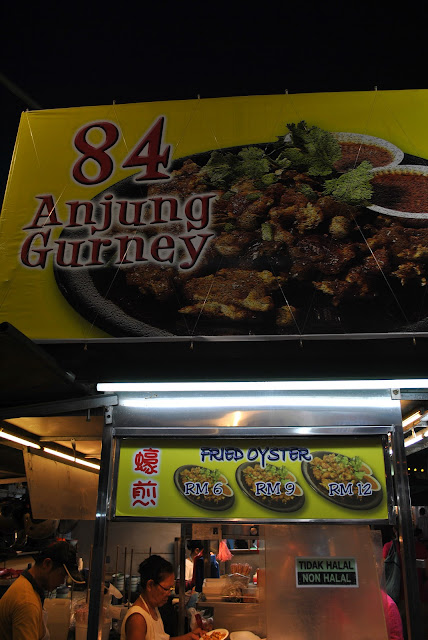 84
Anjung
Gurney
FRIED OYSTER
蠔
煎
RM 6
RM 9
RM 12
TIDAK HALAL
NON HALAL